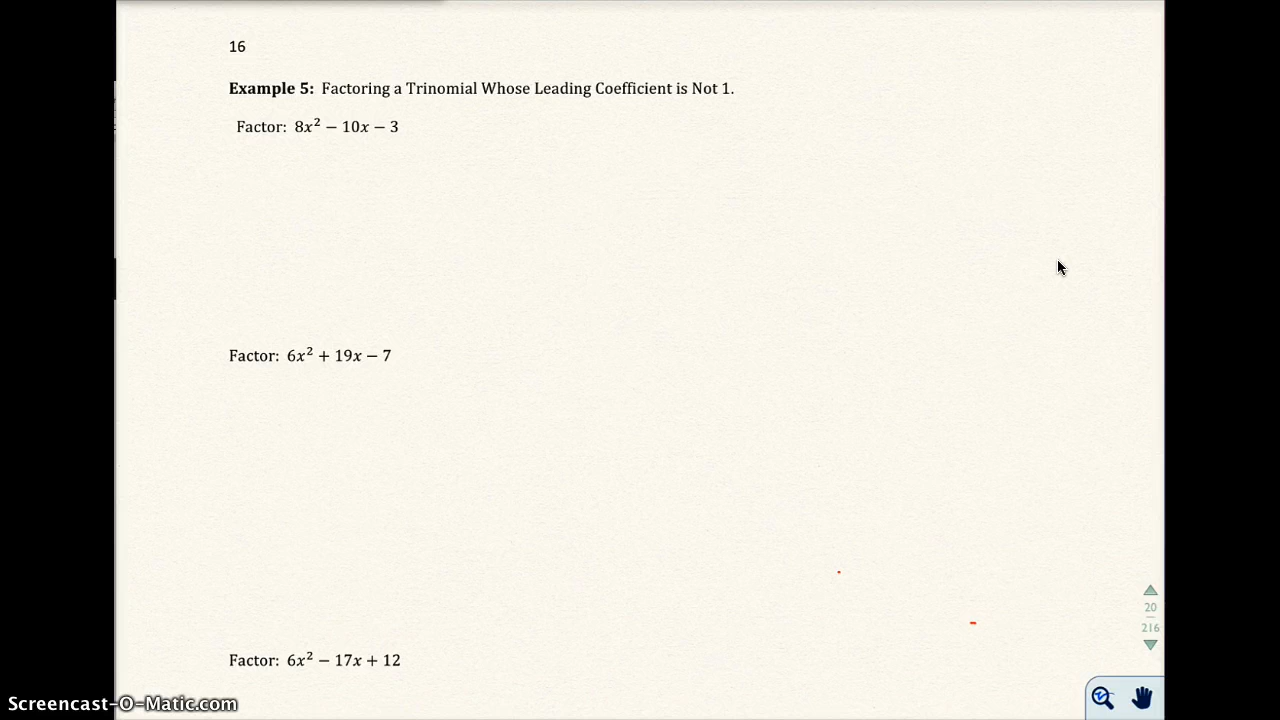 16
Example 5: Factoring a Trinomial Whose Leading Coefficient is Not 1.
Factor: 8x² − 10x − 3
Factor: 6x² + 19x − 7
20
216
Factor: 6x² − 17x + 12
Screencast-O-Matic.com